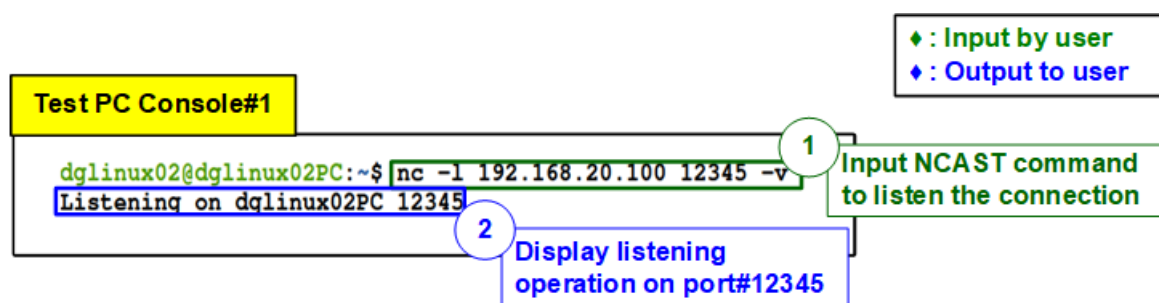 ♦ : Input by user
♦ : Output to user
Test PC Console#1
dglinux02@dglinux02PC:~$ nc -l 192.168.20.100 12345 -v
Listening on dglinux02PC 12345
1
Input NCAST command
to listen the connection
2
Display listening
operation on port#12345